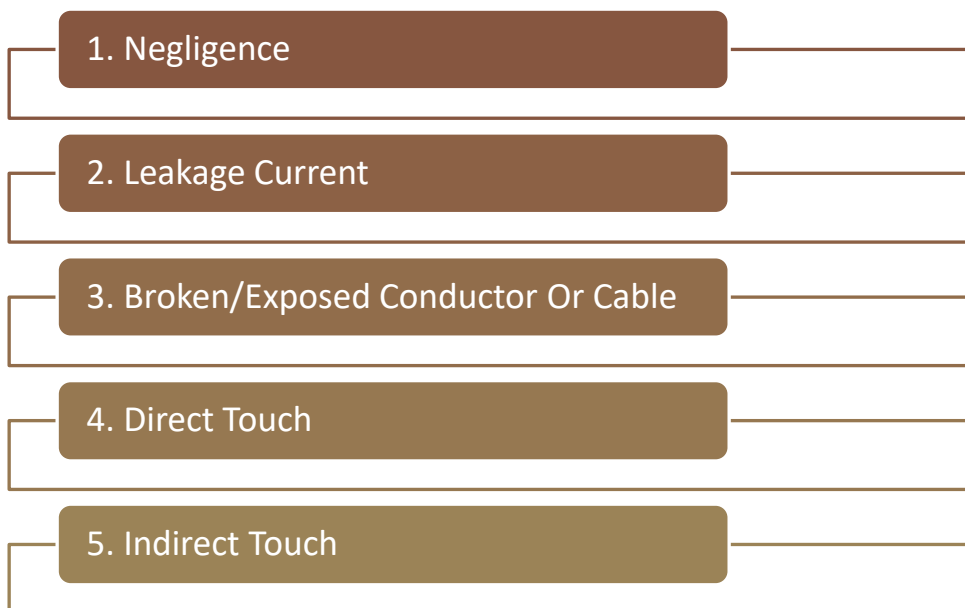 1. Negligence
2. Leakage Current
3. Broken/Exposed Conductor Or Cable
4. Direct Touch
5. Indirect Touch